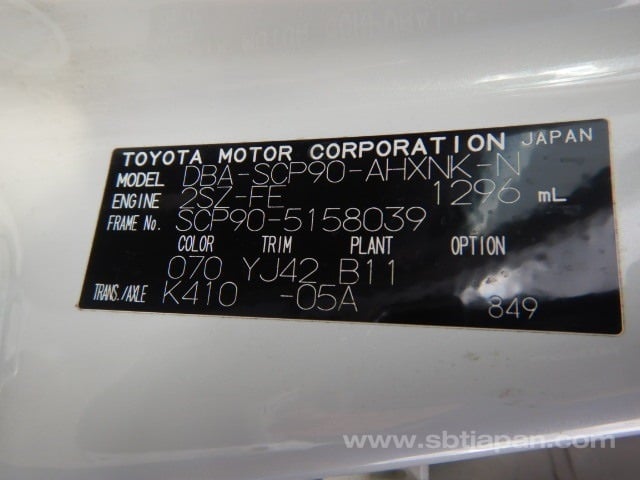 TOYOTA MOTOR CORPORATION JAPAN
MODEL DBA-SCP90-AHXNK-N
ENGINE 2SZ-FE 1296 mL
FRAME No. SCP90-5158039
COLOR TRIM PLANT OPTION
070 YJ42 B11
TRANS./AXLE K410 -05A 849
www.sbtjapan.com